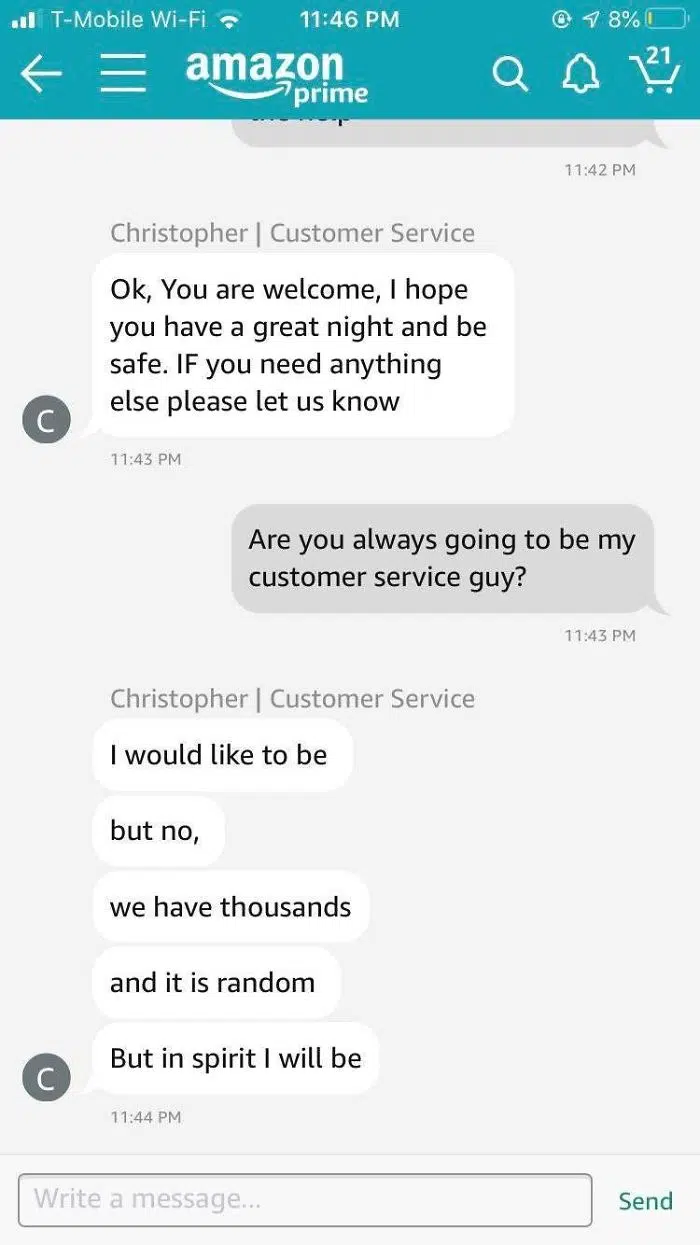 T-Mobile Wi-Fi 11:46 PM 8%
amazon prime 21
11:42 PM
Christopher | Customer Service
Ok, You are welcome, I hope
you have a great night and be
safe. IF you need anything
else please let us know
C
11:43 PM
Are you always going to be my
customer service guy?
11:43 PM
Christopher | Customer Service
I would like to be
but no,
we have thousands
and it is random
But in spirit I will be
C
11:44 PM
Write a message... Send